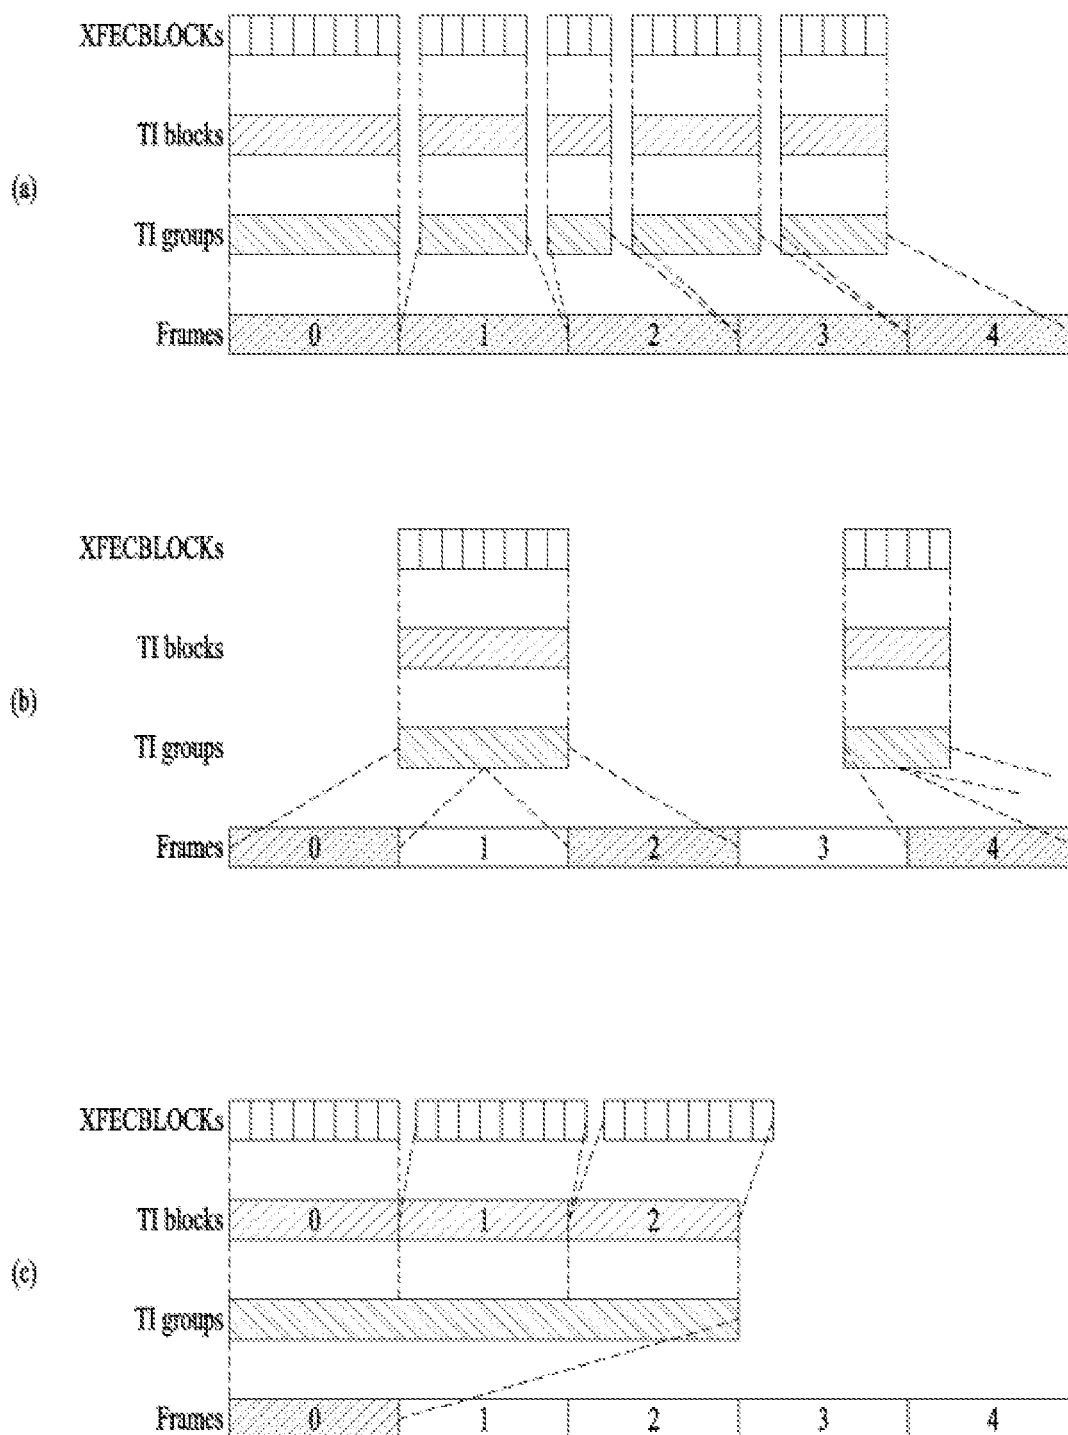 XFECBLOCKs
TI blocks
(a)
TI groups
Frames 0 1 2 3 4
XFECBLOCKs
TI blocks
(b)
TI groups
Frames 0 1 2 3 4
XFECBLOCKs
TI blocks 0 1 2
(c)
TI groups
Frames 0 1 2 3 4